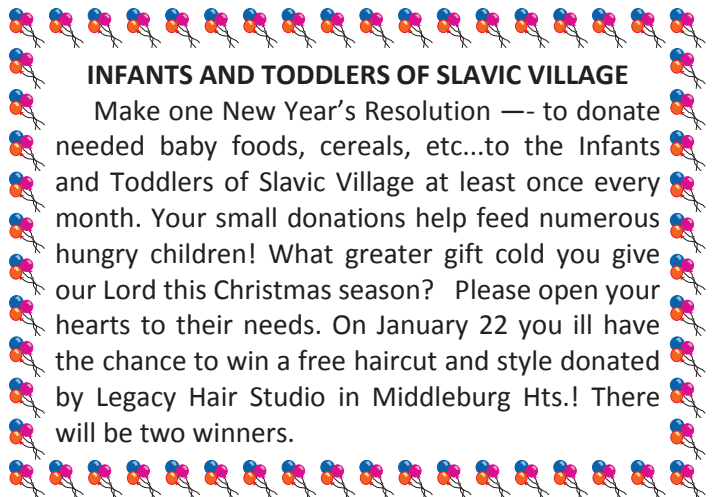 INFANTS AND TODDLERS OF SLAVIC VILLAGE
Make one New Year’s Resolution —- to donate
needed baby foods, cereals, etc...to the Infants
and Toddlers of Slavic Village at least once every
month. Your small donations help feed numerous
hungry children! What greater gift cold you give
our Lord this Christmas season?   Please open your
hearts to their needs. On January 22 you ill have
the chance to win a free haircut and style donated
by Legacy Hair Studio in Middleburg Hts.! There
will be two winners.